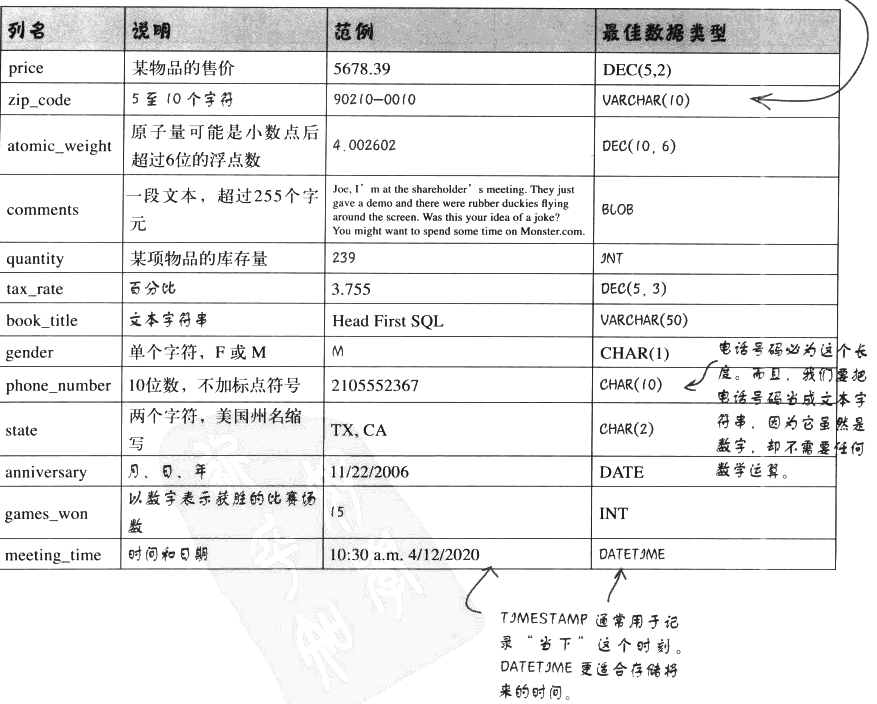 列名 说明 范例 最佳数据类型
price 某物品的售价 5678.39 DEC(5,2)
zip_code 5 至 10 个字符 90210-0010 VARCHAR(10)
atomic_weight 原子量可能是小数点后 4.002602 DEC(10, 6)
超过6位的浮点数
comments 一段文本，超过255个字 Joe, I’m at the shareholder’s meeting. They just BLOB
元 gave a demo and there were rubber duckies flying
around the screen. Was this your idea of a joke?
You might want to spend some time on Monster.com.
quantity 某项物品的库存量 239 INT
tax_rate 百分比 3.755 DEC(5, 3)
book_title 文本字符串 Head First SQL VARCHAR(50)
gender 单个字符，F 或 M M CHAR(1)
phone_number 10位数，不加标点符号 2105552367 CHAR(10)
state 两个字符，美国州名缩 TX, CA CHAR(2)
写
anniversary 月、日、年 11/22/2006 DATE
games_won 以数字表示获胜的比赛场 15 INT
数
meeting_time 时间和日期 10:30 a.m. 4/12/2020 DATETIME
电话号码必为这个长
度。而且，我们要把
电话号码当成文本字
符串，因为它虽然是
数字，却不需要任何
数学运算。
TIMESTAMP 通常用于记
录“当下”这个时刻。
DATETIME 更适合存储将
来的时间。